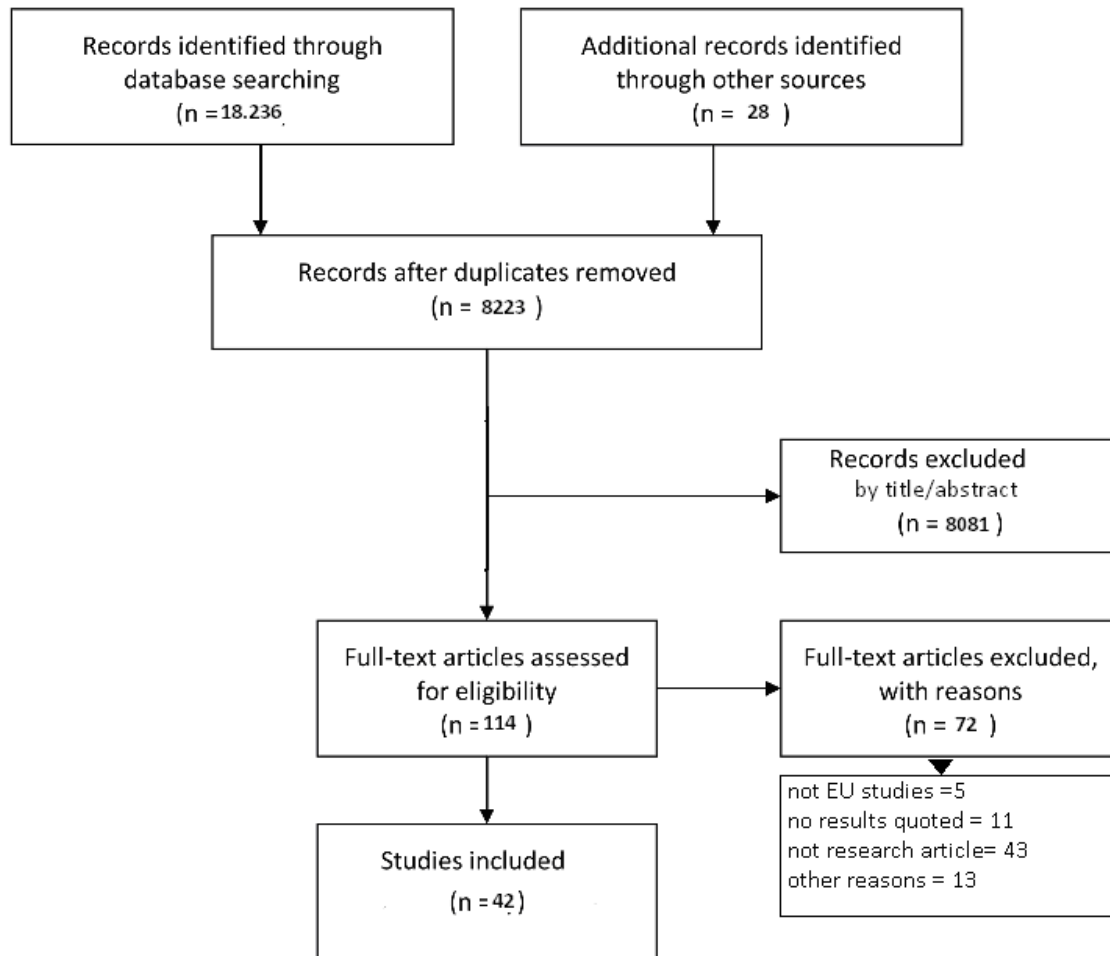 Records identified through
database searching
(n = 18.236
Additional records identified
through other sources
(n = 28 )
Records after duplicates removed
(n = 8223 )
Records excluded
by title/abstract
(n = 8081 )
Full-text articles assessed
for eligibility
(n = 114 )
Full-text articles excluded,
with reasons
(n = 72 )
not EU studies =5
no results quoted = 11
not research article= 43
other reasons = 13
Studies included
(n = 42)